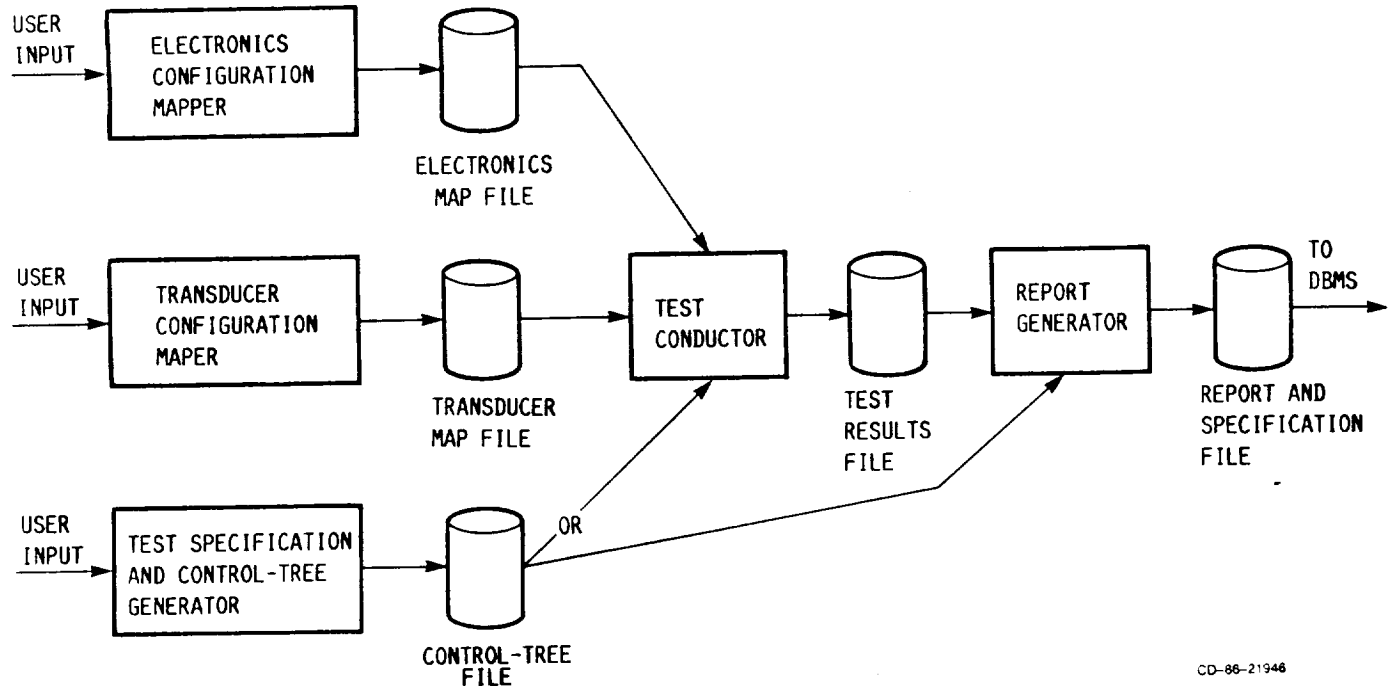 USER
INPUT
ELECTRONICS
CONFIGURATION
MAPPER
ELECTRONICS
MAP FILE
USER
INPUT
TRANSDUCER
CONFIGURATION
MAPER
TRANSDUCER
MAP FILE
TEST
CONDUCTOR
TEST
RESULTS
FILE
REPORT
GENERATOR
TO
DBMS
REPORT AND
SPECIFICATION
FILE
USER
INPUT
TEST SPECIFICATION
AND CONTROL-TREE
GENERATOR
OR
CONTROL-TREE
FILE
CD-86-21946